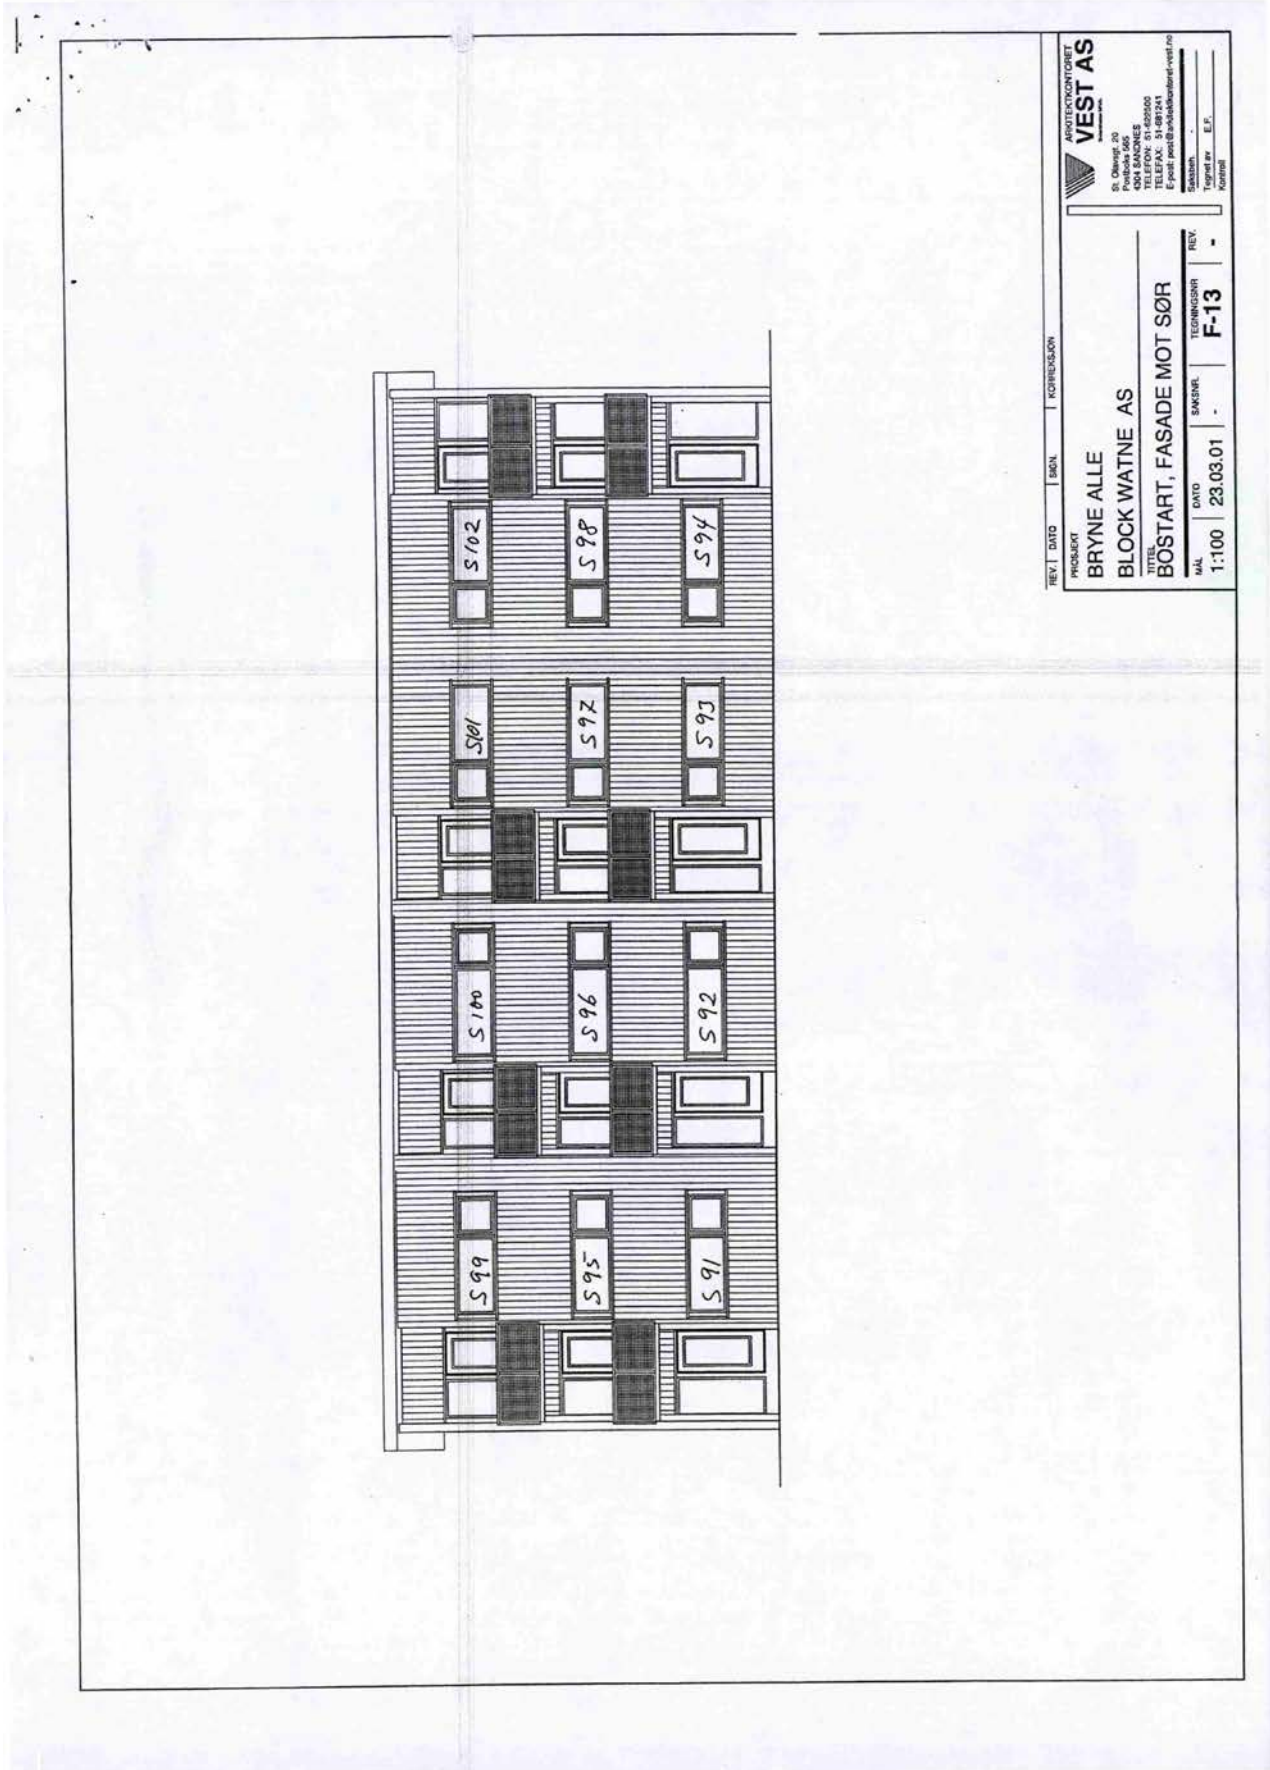 S99 S100 S101 S102
S95 S96 S97 S98
S91 S92 S93 S94
REV. DATO SIGN. KORREKSJON
PROSJEKT
BRYNE ALLE
BLOCK WATNE AS
TITTEL
BOSTART, FASADE MOT SØR
MÅL DATO SAKSNR. TEGNINGSNR REV.
1:100 23.03.01 - F-13 -
ARKITEKTKONTORET
VEST AS
St. Olavsgt. 20
Postboks 565
4304 SANDNES
TELEFON: 51-622500
TELEFAX: 51-681241
E-post: post@arkitektkontoret-vest.no
Saksbeh. -
Tegnet av E.F.
Kontroll